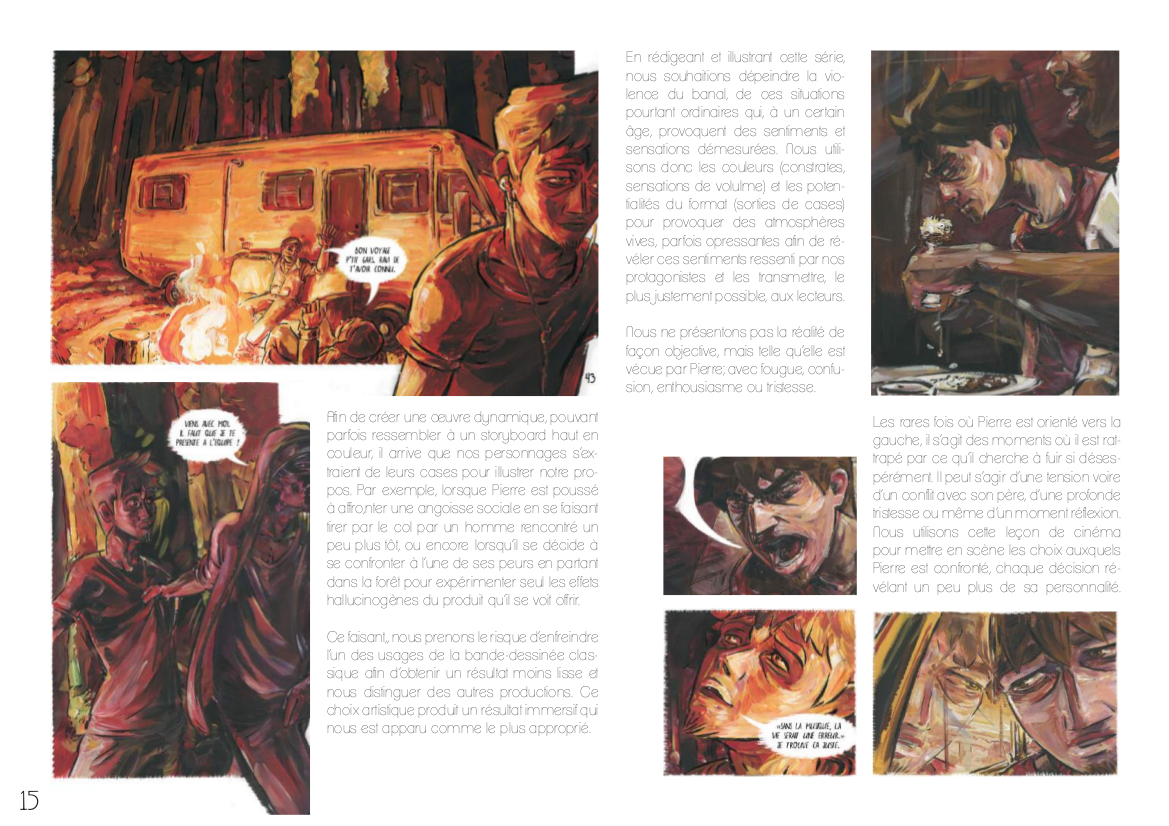 BON VOYAGE
P'TIT GARS, RAVI DE
T'AVOIR CONNU.
43
VIENS AVEC MOI,
IL FAUT QUE JE TE
PRESENTE A L'EQUIPE !
Afin de créer une œuvre dynamique, pouvant
parfois ressembler à un storyboard haut en
couleur, il arrive que nos personnages s'ex-
traient de leurs cases pour illustrer notre pro-
pos. Par exemple, lorsque Pierre est poussé
à affro,nter une angoisse sociale en se faisant
tirer par le col par un homme rencontré un
peu plus tôt, ou encore lorsqu'il se décide à
se confronter à l'une de ses peurs en partant
dans la forêt pour expérimenter seul les effets
hallucinogènes du produit qu'il se voit offrir.
Ce faisant,, nous prenons le risque d'enfreindre
l'un des usages de la bande-dessinée clas-
sique afin d'obtenir un résultat moins lisse et
nous distinguer des autres productions. Ce
choix artistique produit un résultat immersif qui
nous est apparu comme le plus approprié.
En rédigeant et illustrant cette série,
nous souhaitions dépeindre la vio-
lence du banal, de ces situations
pourtant ordinaires qui, à un certain
âge, provoquent des sentiments et
sensations démesurées. Nous utili-
sons donc les couleurs (constrates,
sensations de volulme) et les poten-
tialités du format (sorties de cases)
pour provoquer des atmosphères
vives, parfois opressantes afin de ré-
véler ces sentiments ressenti par nos
protagonistes et les transmettre, le
plus justement possible, aux lecteurs.
Nous ne présentons pas la réalité de
façon objective, mais telle qu'elle est
vécue par Pierre; avec fougue, confu-
sion, enthousiasme ou tristesse.
Les rares fois où Pierre est orienté vers la
gauche, il s'agit des moments où il est rat-
trapé par ce qu'il cherche à fuir si déses-
pérément. Il peut s'agir d'une tension voire
d'un conflit avec son père, d'une profonde
tristesse ou même d'un moment réflexion.
Nous utilisons cette leçon de cinéma
pour mettre en scène les choix auxquels
Pierre est confronté, chaque décision ré-
vélant un peu plus de sa personnalité.
«SANS LA MUSIQUE, LA
VIE SERAIT UNE ERREUR.»
JE TROUVE CA JUSTE.
15